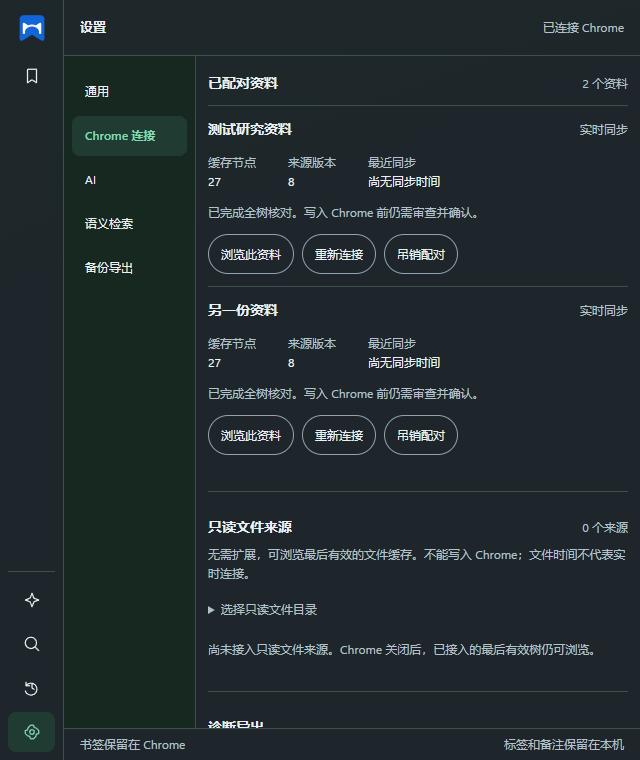 设置
已连接 Chrome
通用
Chrome 连接
AI
语义检索
备份导出
已配对资料
2 个资料
测试研究资料
实时同步
缓存节点 来源版本 最近同步
27 8 尚无同步时间
已完成全树核对。写入 Chrome 前仍需审查并确认。
浏览此资料 重新连接 吊销配对
另一份资料
实时同步
缓存节点 来源版本 最近同步
27 8 尚无同步时间
已完成全树核对。写入 Chrome 前仍需审查并确认。
浏览此资料 重新连接 吊销配对
只读文件来源
0 个来源
无需扩展，可浏览最后有效的文件缓存。不能写入 Chrome；文件时间不代表实
时连接。
选择只读文件目录
尚未接入只读文件来源。Chrome 关闭后，已接入的最后有效树仍可浏览。
诊断导出
书签保留在 Chrome
标签和备注保留在本机